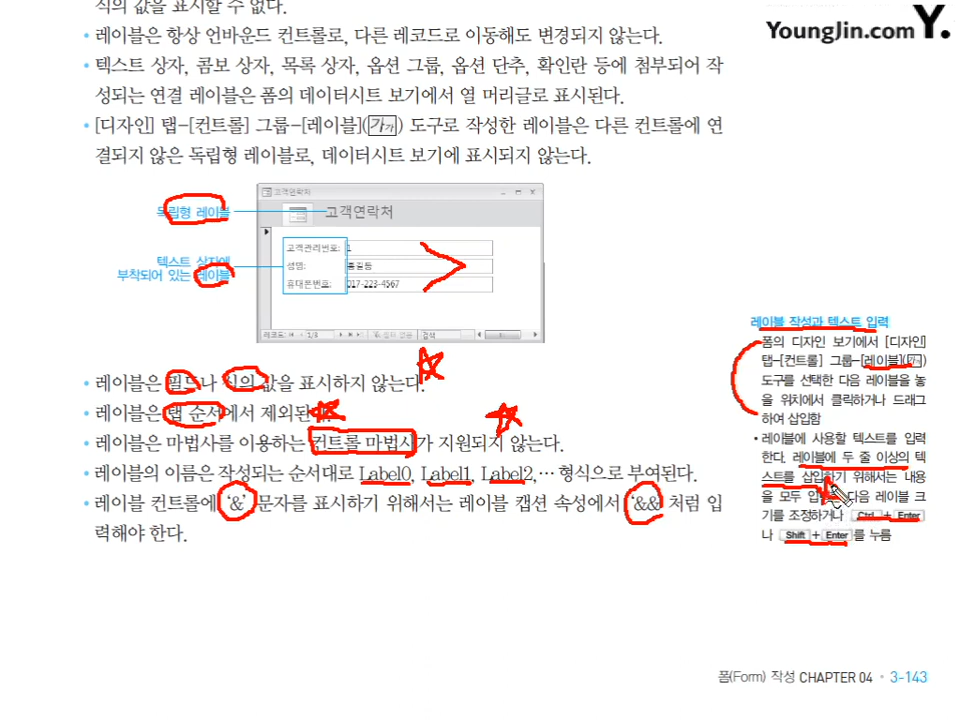 식의 값을 표시할 수 없다.
YoungJin.com Y.
• 레이블은 항상 언바운드 컨트롤로, 다른 레코드로 이동해도 변경되지 않는다.
• 텍스트 상자, 콤보 상자, 목록 상자, 옵션 그룹, 옵션 단추, 확인란 등에 첨부되어 작
성되는 연결 레이블은 폼의 데이터시트 보기에서 열 머리글로 표시된다.
• [디자인] 탭-[컨트롤] 그룹-[레이블](가가) 도구로 작성한 레이블은 다른 컨트롤에 연
결되지 않은 독립형 레이블로, 데이터시트 보기에 표시되지 않는다.
고객연락처
독립형 레이블
고객연락처
고객관리번호: 1
텍스트 상자에
부착되어 있는 레이블
성명: 홍길동
휴대폰번호: 017-223-4567
레코드: 1/3 검색
• 레이블은 필드나 식의 값을 표시하지 않는다.
• 레이블은 탭 순서에서 제외된
• 레이블은 마법사를 이용하는 컨트롤 마법사가 지원되지 않는다.
• 레이블의 이름은 작성되는 순서대로 Label0, Label1, Label2,… 형식으로 부여된다.
• 레이블 컨트롤에 '&' 문자를 표시하기 위해서는 레이블 캡션 속성에서 '&&' 처럼 입
력해야 한다.
레이블 작성과 텍스트 입력
폼의 디자인 보기에서 [디자인]
탭-[컨트롤] 그룹-[레이블](가가)
도구를 선택한 다음 레이블을 놓
을 위치에서 클릭하거나 드래그
하여 삽입함
• 레이블에 사용할 텍스트를 입력
한다. 레이블에 두 줄 이상의 텍
스트를 삽입하기 위해서는 내용
을 모두 입력 다음 레이블 크
기를 조정하거나 Ctrl + Enter
나 Shift + Enter 를 누름
폼(Form) 작성 CHAPTER 04 • 3-143